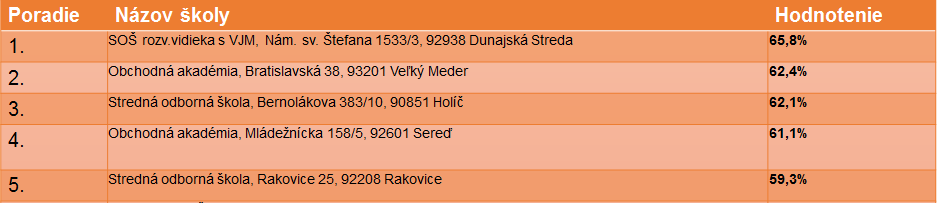 Poradie Názov školy Hodnotenie
1. SOŠ rozv.vidieka s VJM, Nám. sv. Štefana 1533/3, 92938 Dunajská Streda 65,8%
2. Obchodná akadémia, Bratislavská 38, 93201 Veľký Meder 62,4%
3. Stredná odborná škola, Bernolákova 383/10, 90851 Holíč 62,1%
4. Obchodná akadémia, Mládežnícka 158/5, 92601 Sereď 61,1%
5. Stredná odborná škola, Rakovice 25, 92208 Rakovice 59,3%